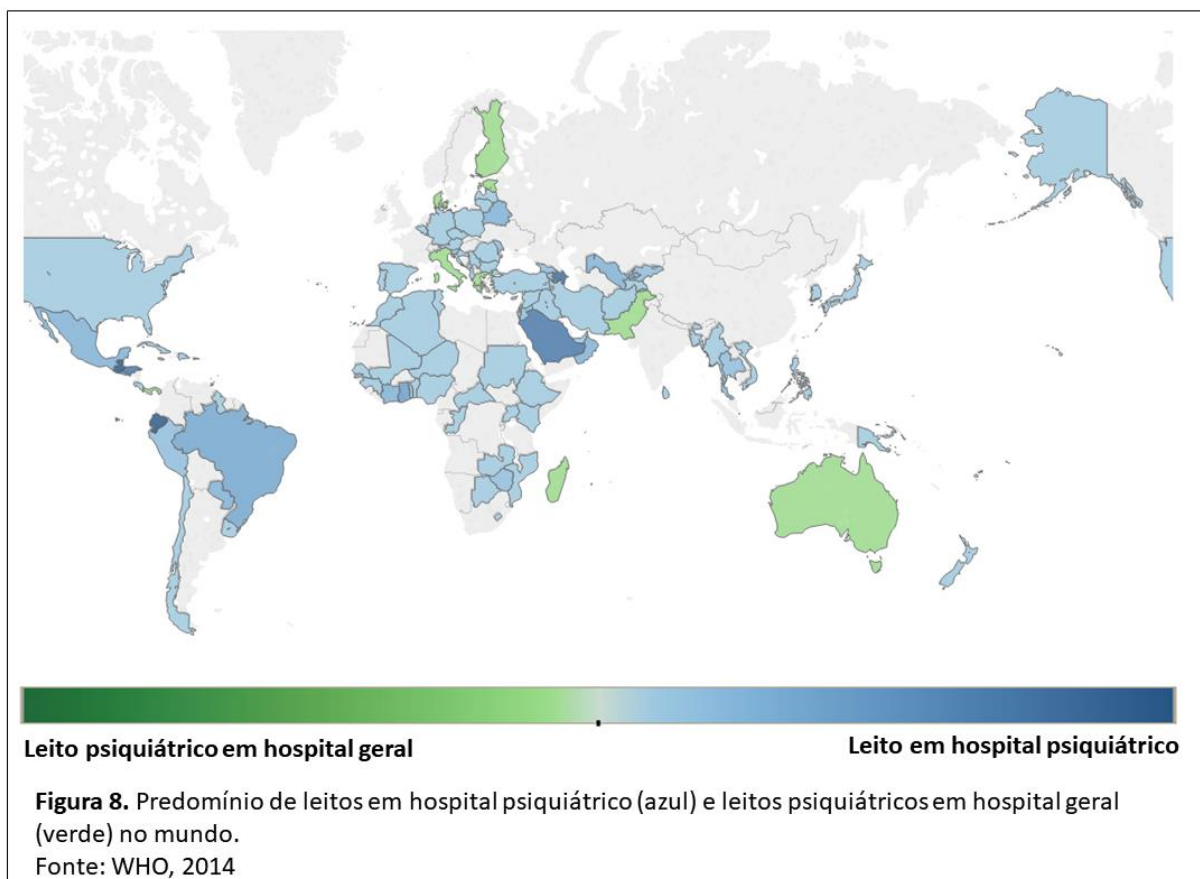 Leito psiquiátrico em hospital geral
Leito em hospital psiquiátrico
Figura 8. Predomínio de leitos em hospital psiquiátrico (azul) e leitos psiquiátricos em hospital geral
(verde) no mundo.
Fonte: WHO, 2014